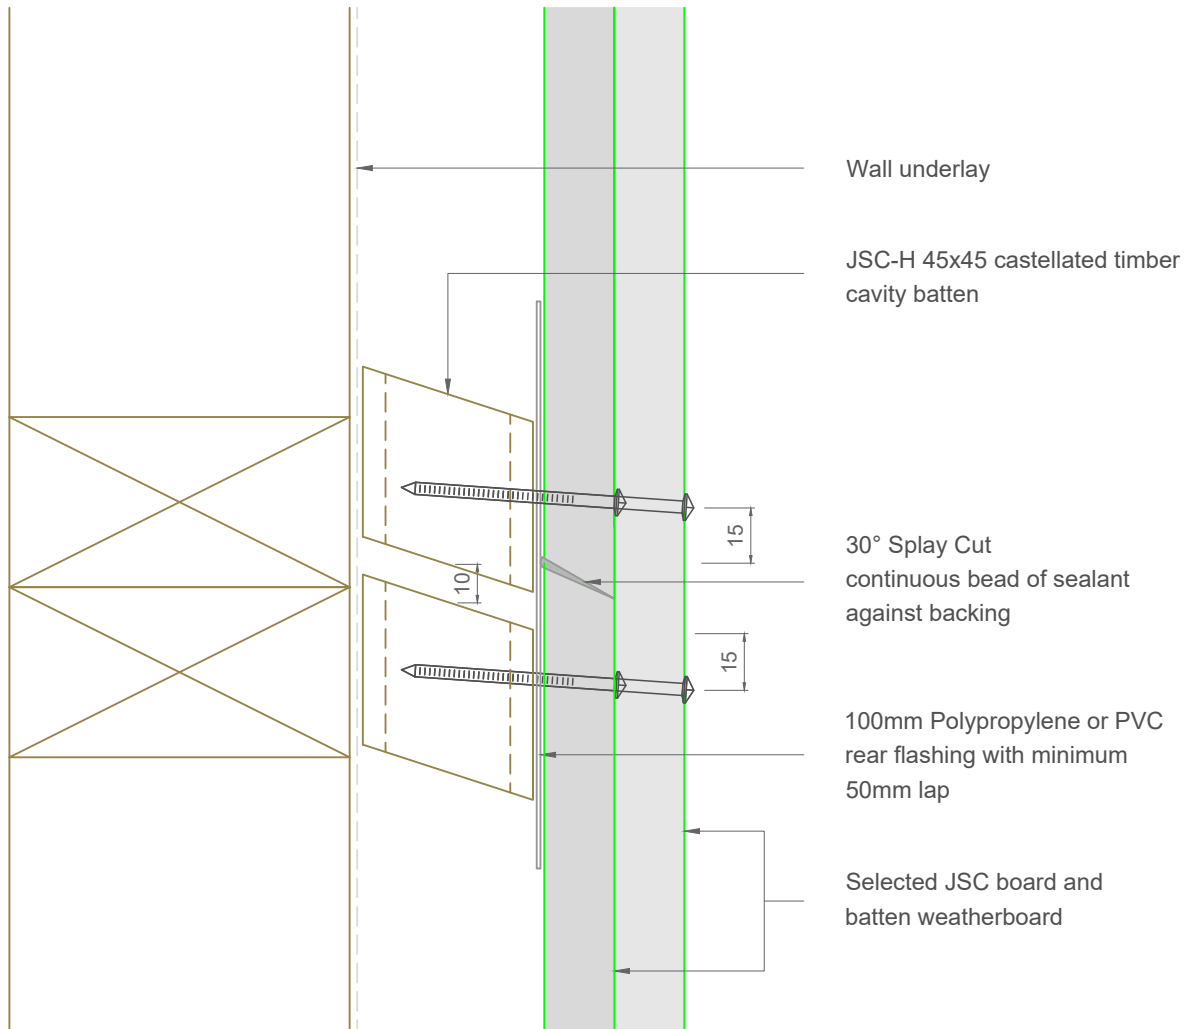 Wall underlay
JSC-H 45x45 castellated timber
cavity batten
15
30° Splay Cut
continuous bead of sealant
against backing
10
15
100mm Polypropylene or PVC
rear flashing with minimum
50mm lap
Selected JSC board and
batten weatherboard